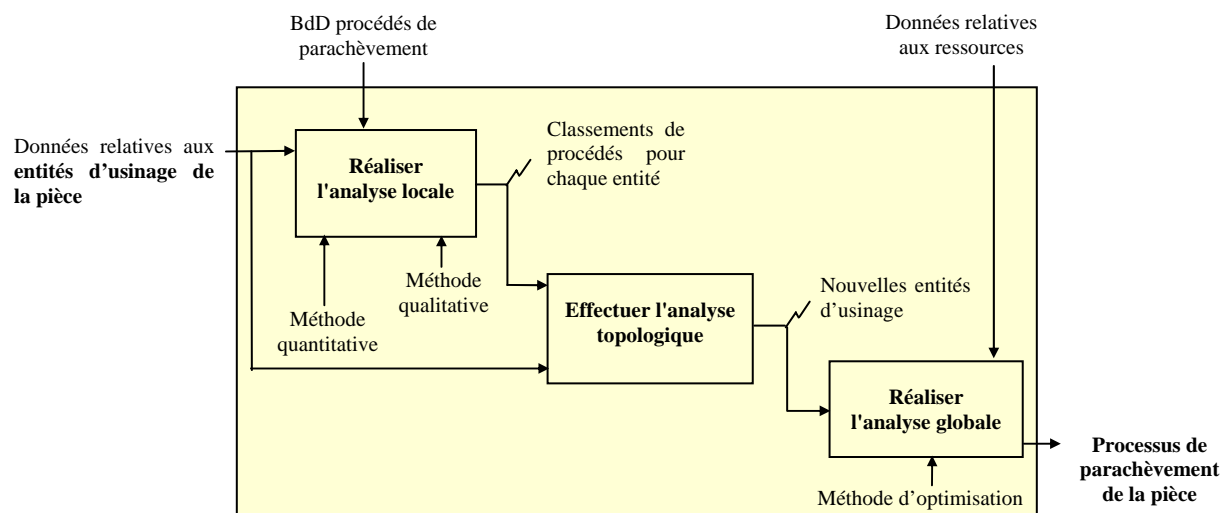 BdD procédés de
parachèvement
Données relatives
aux ressources
Données relatives aux
entités d'usinage de
la pièce
Réaliser
l'analyse locale
Classements de
procédés pour
chaque entité
Méthode
quantitative
Méthode
qualitative
Effectuer l'analyse
topologique
Nouvelles entités
d'usinage
Réaliser
l'analyse globale
Méthode d'optimisation
Processus de
parachèvement
de la pièce